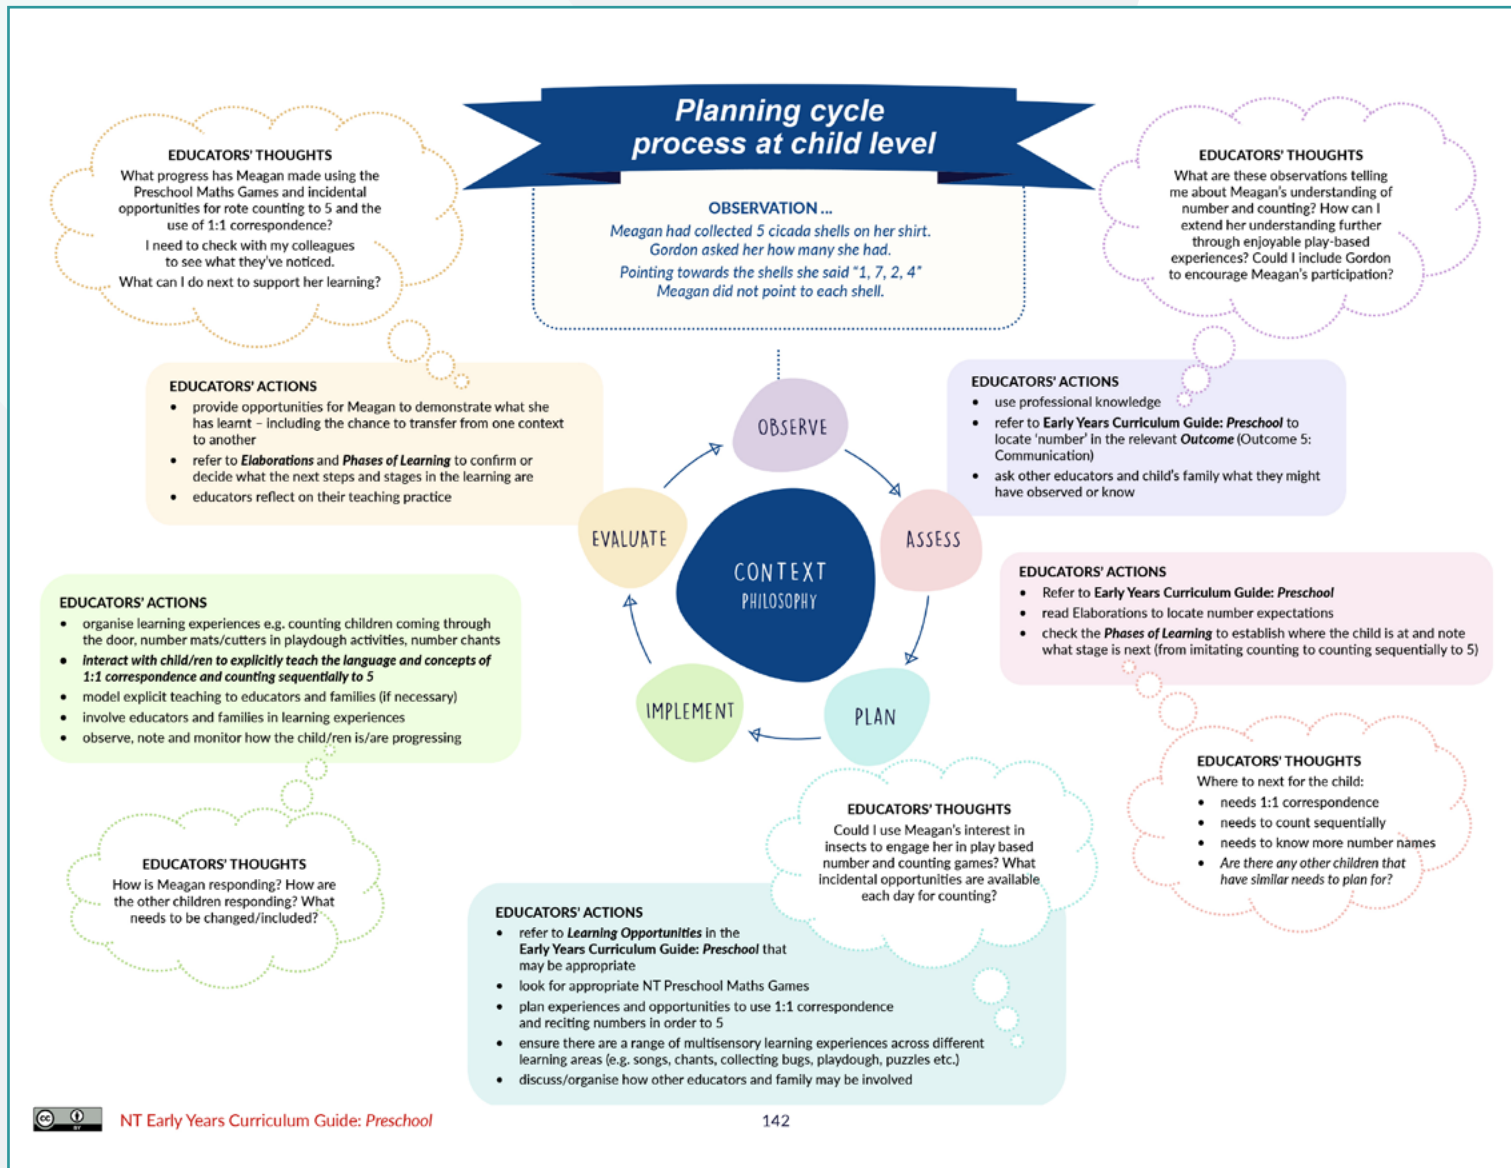 Planning cycle
process at child level
OBSERVATION ...
Meagan had collected 5 cicada shells on her shirt.
Gordon asked her how many she had.
Pointing towards the shells she said “1, 7, 2, 4”
Meagan did not point to each shell.
EDUCATORS’ THOUGHTS
What progress has Meagan made using the
Preschool Maths Games and incidental
opportunities for rote counting to 5 and the
use of 1:1 correspondence?
I need to check with my colleagues
to see what they’ve noticed.
What can I do next to support her learning?
EDUCATORS’ THOUGHTS
What are these observations telling
me about Meagan’s understanding of
number and counting? How can I
extend her understanding further
through enjoyable play-based
experiences? Could I include Gordon
to encourage Meagan’s participation?
EDUCATORS’ ACTIONS
• provide opportunities for Meagan to demonstrate what she
has learnt – including the chance to transfer from one context
to another
• refer to Elaborations and Phases of Learning to confirm or
decide what the next steps and stages in the learning are
• educators reflect on their teaching practice
EDUCATORS’ ACTIONS
• use professional knowledge
• refer to Early Years Curriculum Guide: Preschool to
locate ‘number’ in the relevant Outcome (Outcome 5:
Communication)
• ask other educators and child’s family what they might
have observed or know
OBSERVE
EVALUATE
ASSESS
CONTEXT
PHILOSOPHY
IMPLEMENT
PLAN
EDUCATORS’ ACTIONS
• organise learning experiences e.g. counting children coming through
the door, number mats/cutters in playdough activities, number chants
• interact with child/ren to explicitly teach the language and concepts of
1:1 correspondence and counting sequentially to 5
• model explicit teaching to educators and families (if necessary)
• involve educators and families in learning experiences
• observe, note and monitor how the child/ren is/are progressing
EDUCATORS’ ACTIONS
• Refer to Early Years Curriculum Guide: Preschool
• read Elaborations to locate number expectations
• check the Phases of Learning to establish where the child is at and note
what stage is next (from imitating counting to counting sequentially to 5)
EDUCATORS’ THOUGHTS
Where to next for the child:
• needs 1:1 correspondence
• needs to count sequentially
• needs to know more number names
• Are there any other children that
have similar needs to plan for?
EDUCATORS’ THOUGHTS
How is Meagan responding? How are
the other children responding? What
needs to be changed/included?
EDUCATORS’ THOUGHTS
Could I use Meagan’s interest in
insects to engage her in play based
number and counting games? What
incidental opportunities are available
each day for counting?
EDUCATORS’ ACTIONS
• refer to Learning Opportunities in the
Early Years Curriculum Guide: Preschool that
may be appropriate
• look for appropriate NT Preschool Maths Games
• plan experiences and opportunities to use 1:1 correspondence
and reciting numbers in order to 5
• ensure there are a range of multisensory learning experiences across different
learning areas (e.g. songs, chants, collecting bugs, playdough, puzzles etc.)
• discuss/organise how other educators and family may be involved
cc BY
NT Early Years Curriculum Guide: Preschool
142